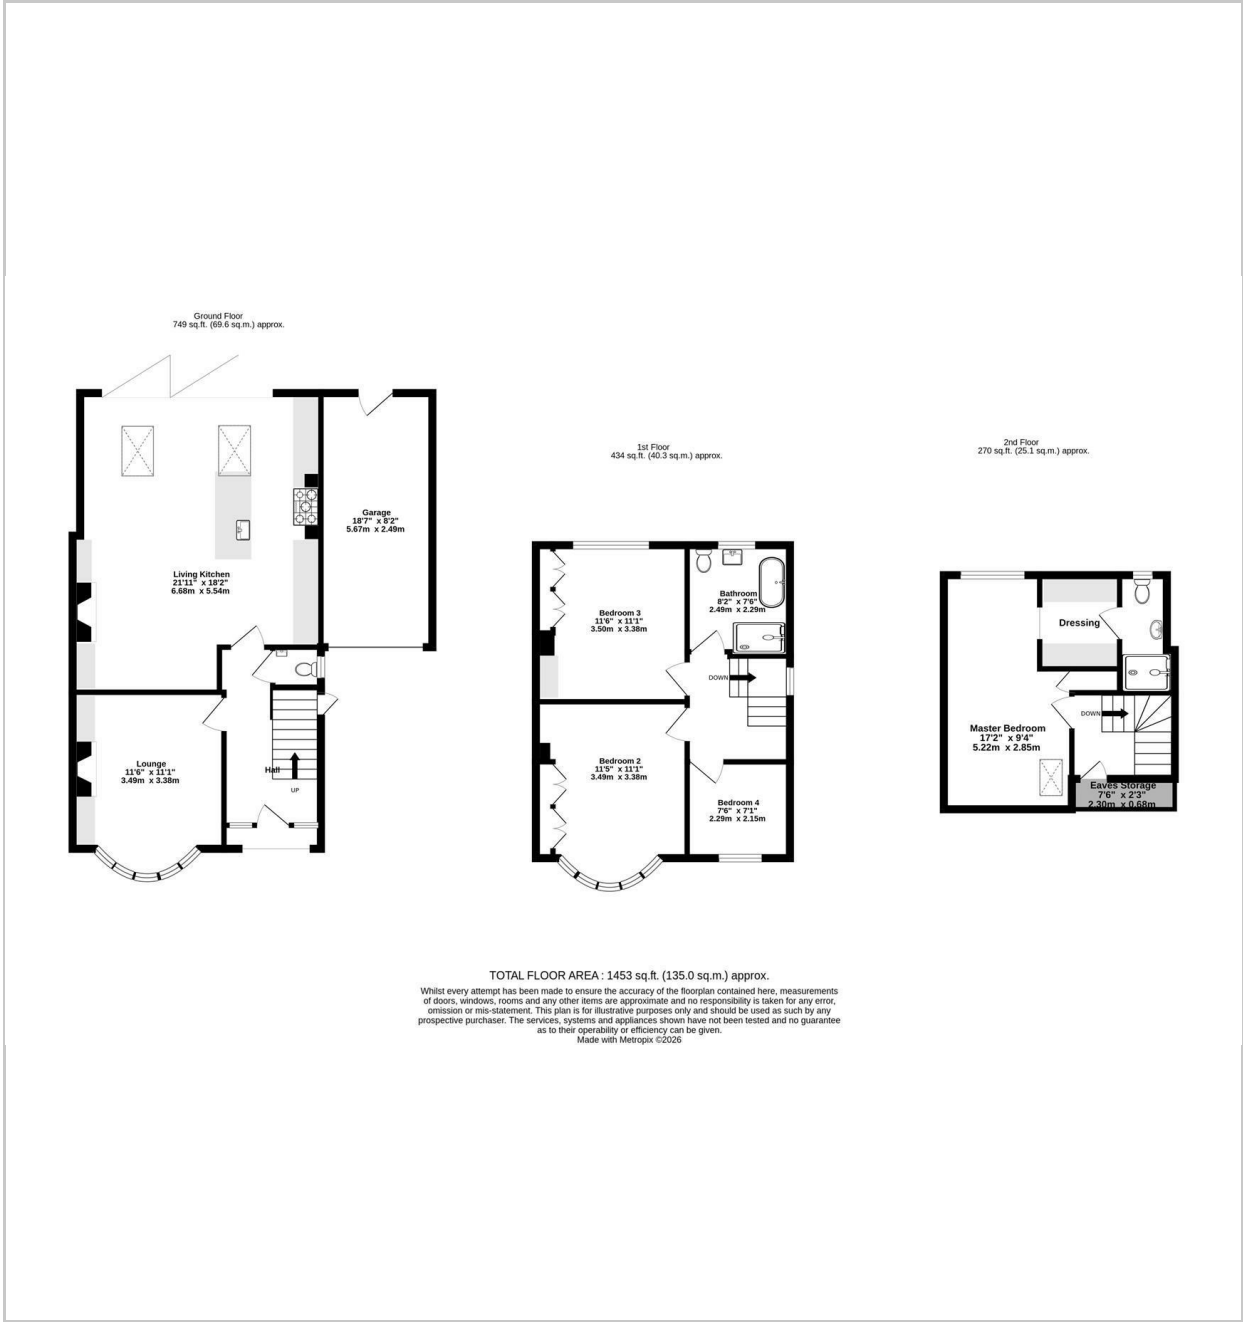 Ground Floor
749 sq.ft. (69.6 sq.m.) approx.
Living Kitchen
21'11" x 18'2"
6.68m x 5.54m
Garage
18'7" x 8'2"
5.67m x 2.49m
Lounge
11'6" x 11'1"
3.49m x 3.38m
Hall
UP
1st Floor
434 sq.ft. (40.3 sq.m.) approx.
Bedroom 3
11'6" x 11'1"
3.50m x 3.38m
Bathroom
8'2" x 7'6"
2.49m x 2.29m
DOWN
Bedroom 2
11'5" x 11'1"
3.49m x 3.38m
Bedroom 4
7'6" x 7'1"
2.29m x 2.15m
2nd Floor
270 sq.ft. (25.1 sq.m.) approx.
Dressing
DOWN
Master Bedroom
17'2" x 9'4"
5.22m x 2.85m
Eaves Storage
7'6" x 2'3"
2.30m x 0.68m
TOTAL FLOOR AREA : 1453 sq.ft. (135.0 sq.m.) approx.
Whilst every attempt has been made to ensure the accuracy of the floorplan contained here, measurements
of doors, windows, rooms and any other items are approximate and no responsibility is taken for any error,
omission or mis-statement. This plan is for illustrative purposes only and should be used as such by any
prospective purchaser. The services, systems and appliances shown have not been tested and no guarantee
as to their operability or efficiency can be given.
Made with Metropix ©2026